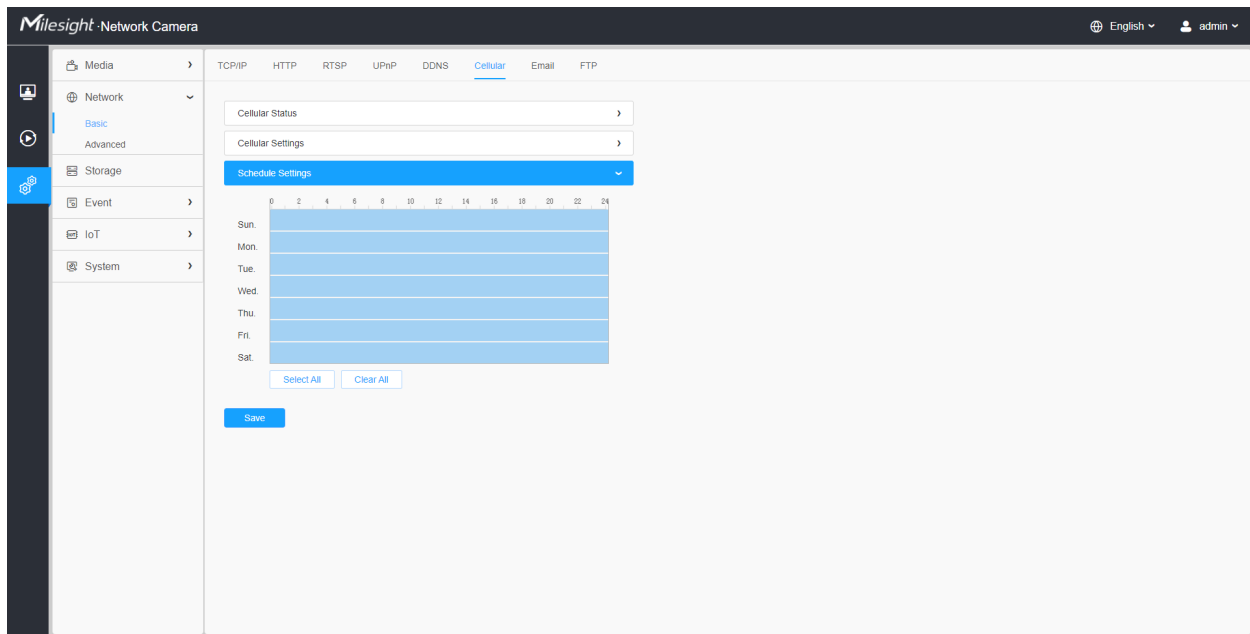 Milesight ·Network Camera
English
admin
Media
Network
Basic
Advanced
Storage
Event
IoT
System
TCP/IP HTTP RTSP UPnP DDNS Cellular Email FTP
Cellular Status
Cellular Settings
Schedule Settings
0 2 4 6 8 10 12 14 16 18 20 22 24
Sun.
Mon.
Tue.
Wed.
Thu.
Fri.
Sat.
Select All Clear All
Save